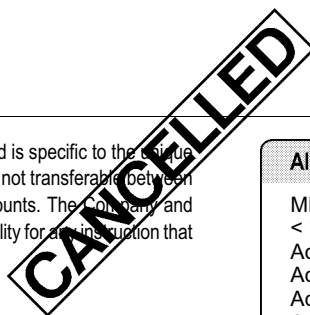 CANCELLED
d is specific to the unique
not transferable between
ounts. The Company and
lity for any instruction that
Al
M
<
Ac
Ac
Ac